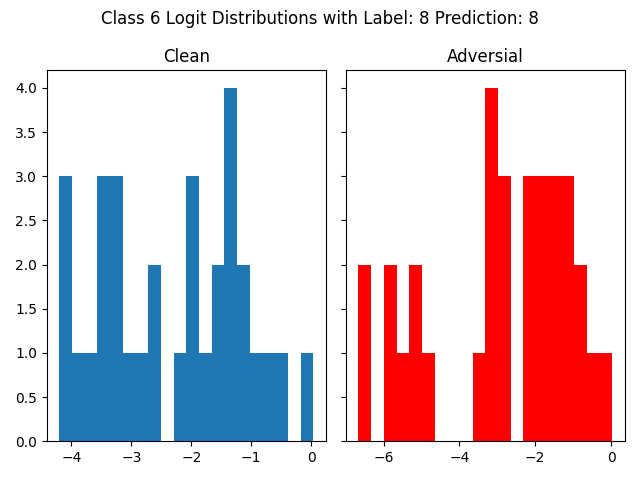 Class 6 Logit Distributions with Label: 8 Prediction: 8
Clean
Adversial
4.0
3.5
3.0
2.5
2.0
1.5
1.0
0.5
0.0
−4 −3 −2 −1 0
−6 −4 −2 0